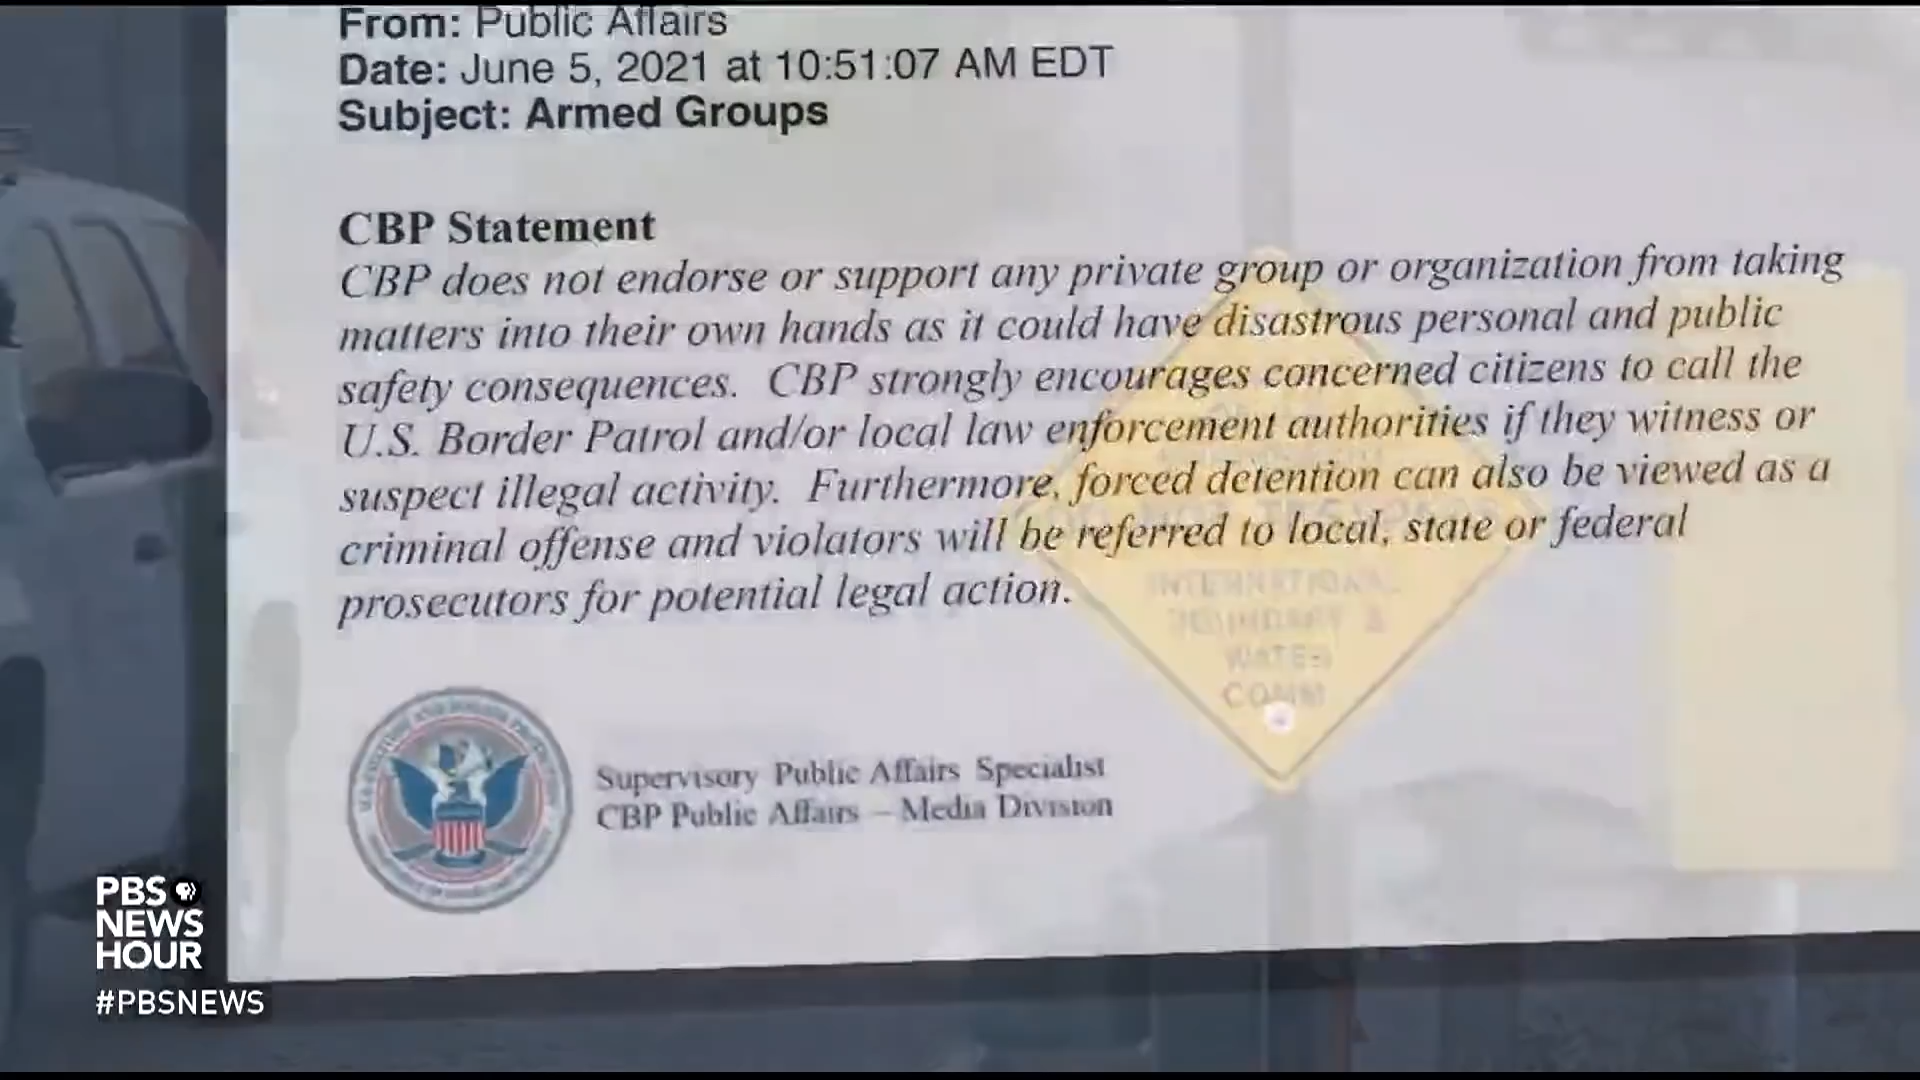 From: Public Affairs
Date: June 5, 2021 at 10:51:07 AM EDT
Subject: Armed Groups
CBP Statement
CBP does not endorse or support any private group or organization from taking
matters into their own hands as it could have disastrous personal and public
safety consequences. CBP strongly encourages concerned citizens to call the
U.S. Border Patrol and/or local law enforcement authorities if they witness or
suspect illegal activity. Furthermore, forced detention can also be viewed as a
criminal offense and violators will be referred to local, state or federal
prosecutors for potential legal action.
INTERNATIONAL
BOUNDARY &
WATER
COMM
Supervisory Public Affairs Specialist
CBP Public Affairs – Media Division
PBS
NEWS
HOUR
#PBSNEWS